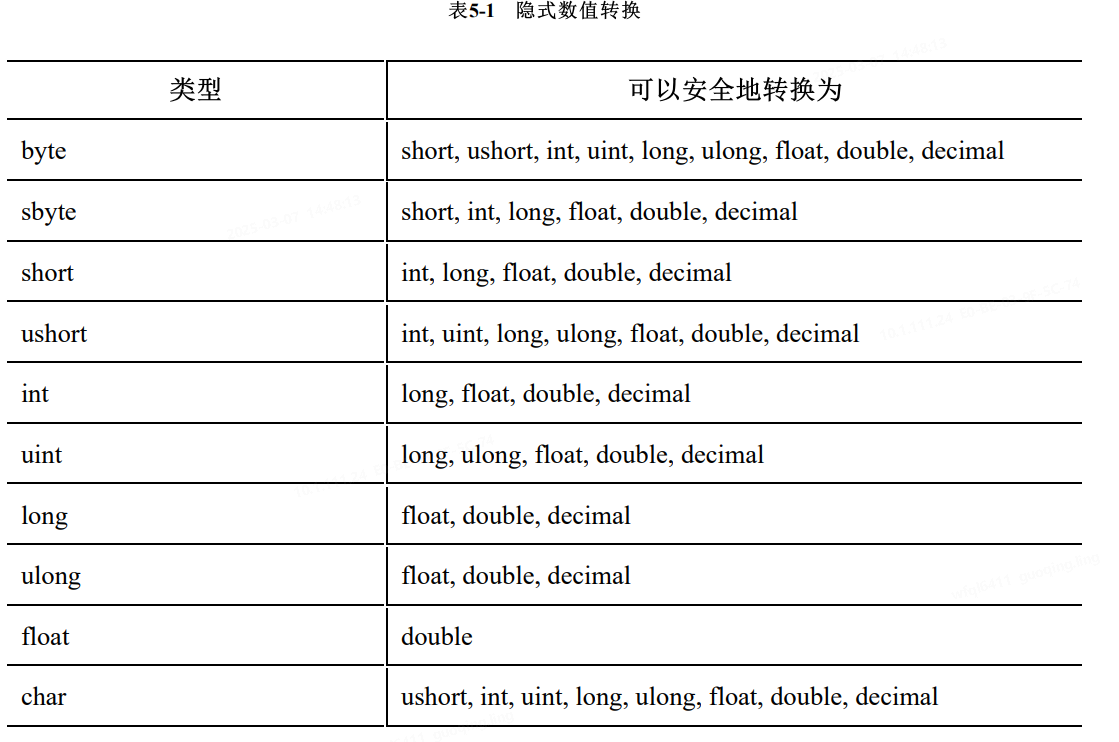 表5-1 隐式数值转换
类型 可以安全地转换为
byte short, ushort, int, uint, long, ulong, float, double, decimal
sbyte short, int, long, float, double, decimal
short int, long, float, double, decimal
ushort int, uint, long, ulong, float, double, decimal
int long, float, double, decimal
uint long, ulong, float, double, decimal
long float, double, decimal
ulong float, double, decimal
float double
char ushort, int, uint, long, ulong, float, double, decimal